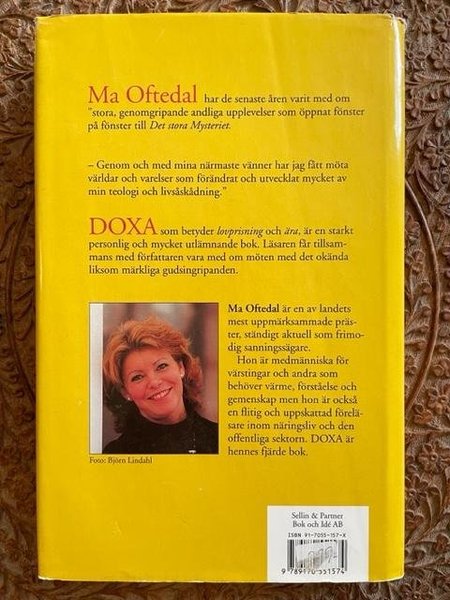 Ma Oftedal har de senaste åren varit med om
"stora, genomgripande andliga upplevelser som öppnat fönster
på fönster till Det stora Mysteriet.
– Genom och med mina närmaste vänner har jag fått möta
världar och varelser som förändrat och utvecklat mycket av
min teologi och livsåskådning."
DOXA som betyder lovprisning och ära, är en starkt
personlig och mycket utlämnande bok. Läsaren får tillsam-
mans med författaren vara med om möten med det okända
liksom märkliga gudsingripanden.
Ma Oftedal är en av landets
mest uppmärksammade präs-
ter, ständigt aktuell som frimo-
dig sanningssägare.
Hon är medmänniska för
värstingar och andra som
behöver värme, förståelse och
gemenskap men hon är också
en flitig och uppskattad förelä-
sare inom näringsliv och den
offentliga sektorn. DOXA är
hennes fjärde bok.
Foto: Björn Lindahl
Sellin & Partner
Bok och Idé AB
ISBN 91-7055-157-X
9 789170 551574